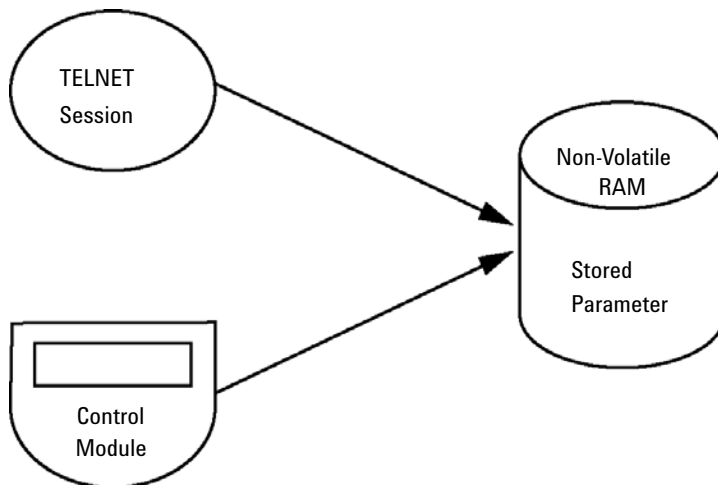 TELNET
Session
Non-Volatile
RAM
Stored
Parameter
Control
Module